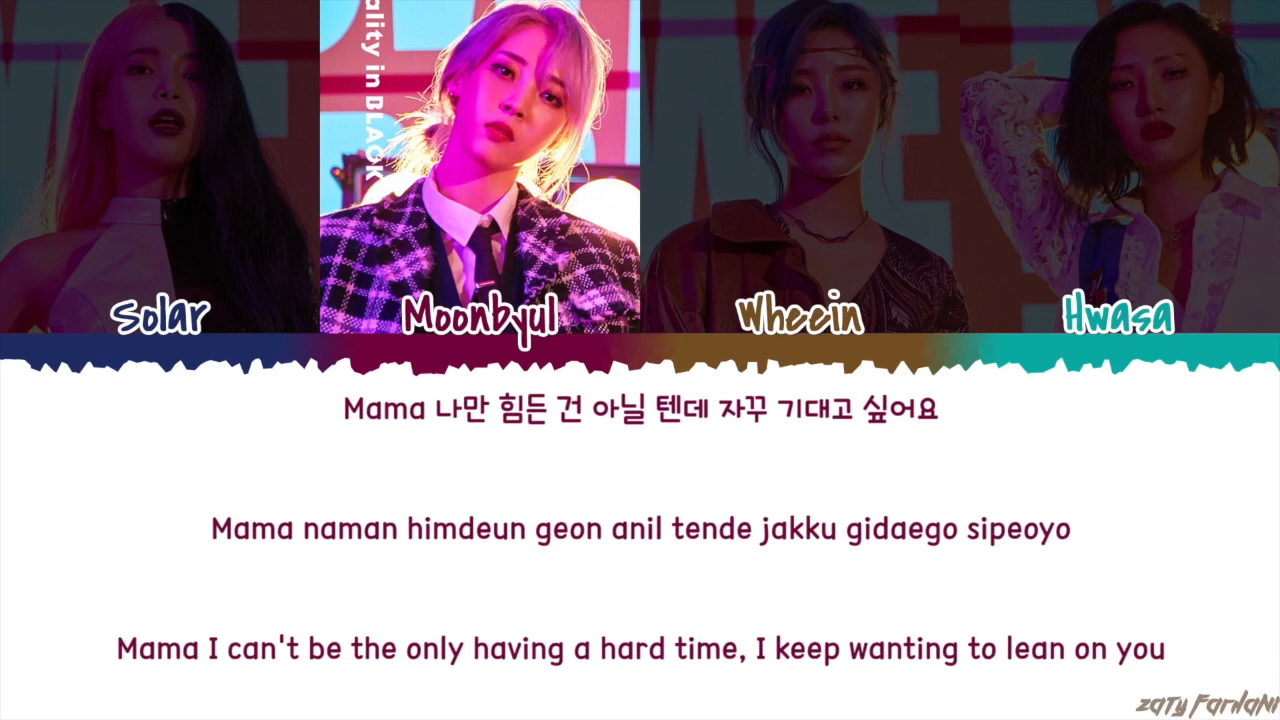 ality in BLACK
Solar
Moonbyul
Wheein
Hwasa
Mama 나만 힘든 건 아닐 텐데 자꾸 기대고 싶어요
Mama naman himdeun geon anil tende jakku gidaego sipeoyo
Mama I can't be the only having a hard time, I keep wanting to lean on you
Zaty Farhani